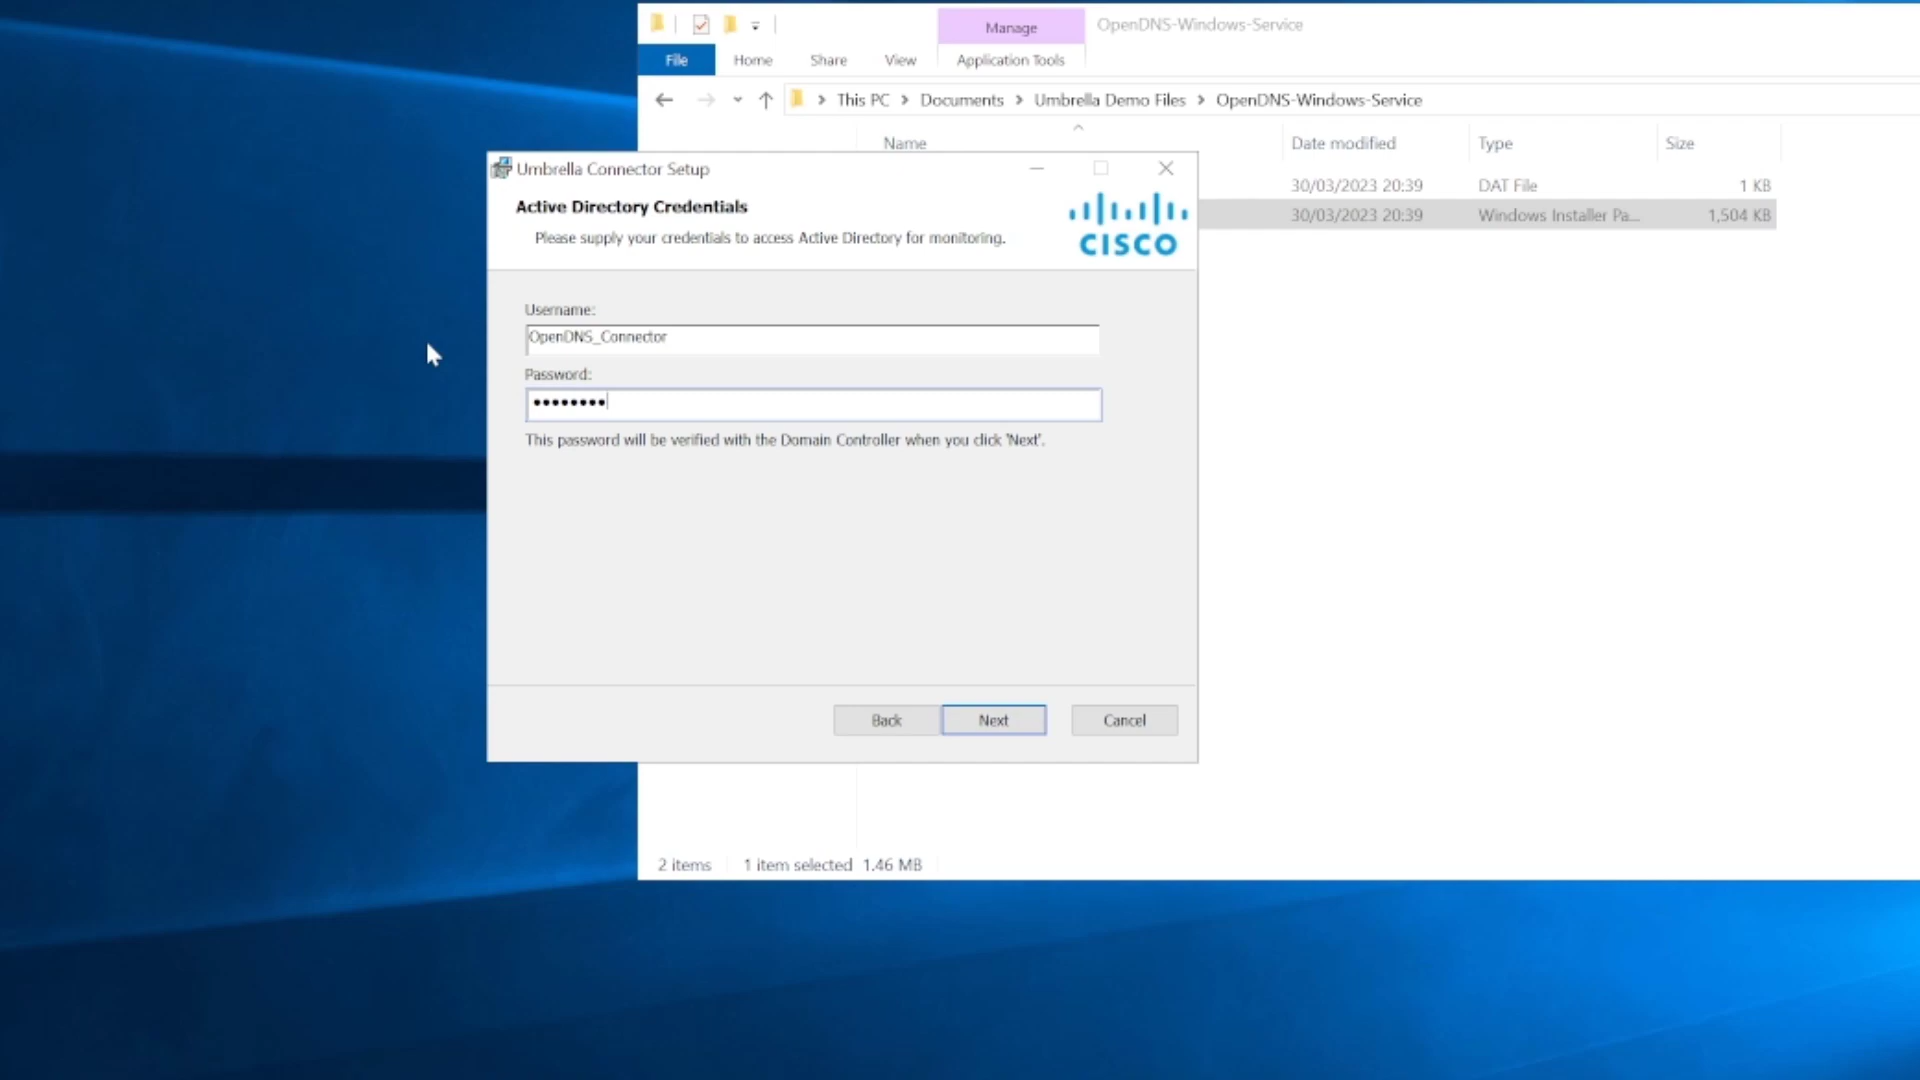 Manage OpenDNS-Windows-Service
File Home Share View Application Tools
This PC > Documents > Umbrella Demo Files > OpenDNS-Windows-Service
Name Date modified Type Size
30/03/2023 20:39 DAT File 1 KB
30/03/2023 20:39 Windows Installer Pa... 1,504 KB
Umbrella Connector Setup
Active Directory Credentials
Please supply your credentials to access Active Directory for monitoring.
CISCO
Username:
OpenDNS_Connector
Password:
••••••••
This password will be verified with the Domain Controller when you click 'Next'.
Back Next Cancel
2 items 1 item selected 1.46 MB